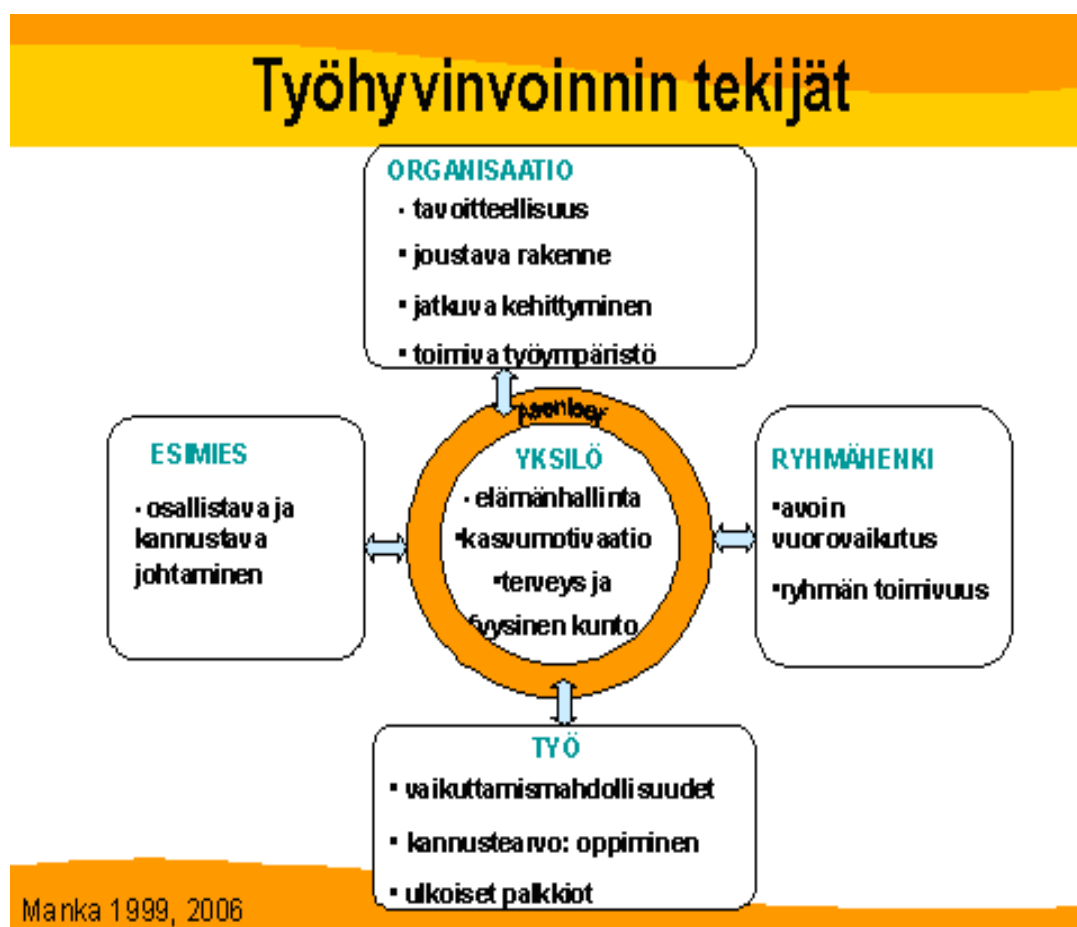 Työhyvinvoinnin tekijät
ORGANISAATIO
· tavoitteellisuus
▪ joustava rakenne
▪ jatkuva kehittyminen
▪ toimiva työympäristö
ESIMIES
· osallistava ja
kannustava
johtaminen
YKSILÖ
· elämänhallinta
▪kasvumotivaatio
▪terveys ja
fyysinen kunto
RYHMÄHENKI
▪avoin
vuorovaikutus
▪ryhmän toimivuus
TYÖ
▪ vaikuttamismahdollisuudet
▪ kannustearvo: oppiminen
▪ ulkoiset palkkiot
Manka 1999, 2006